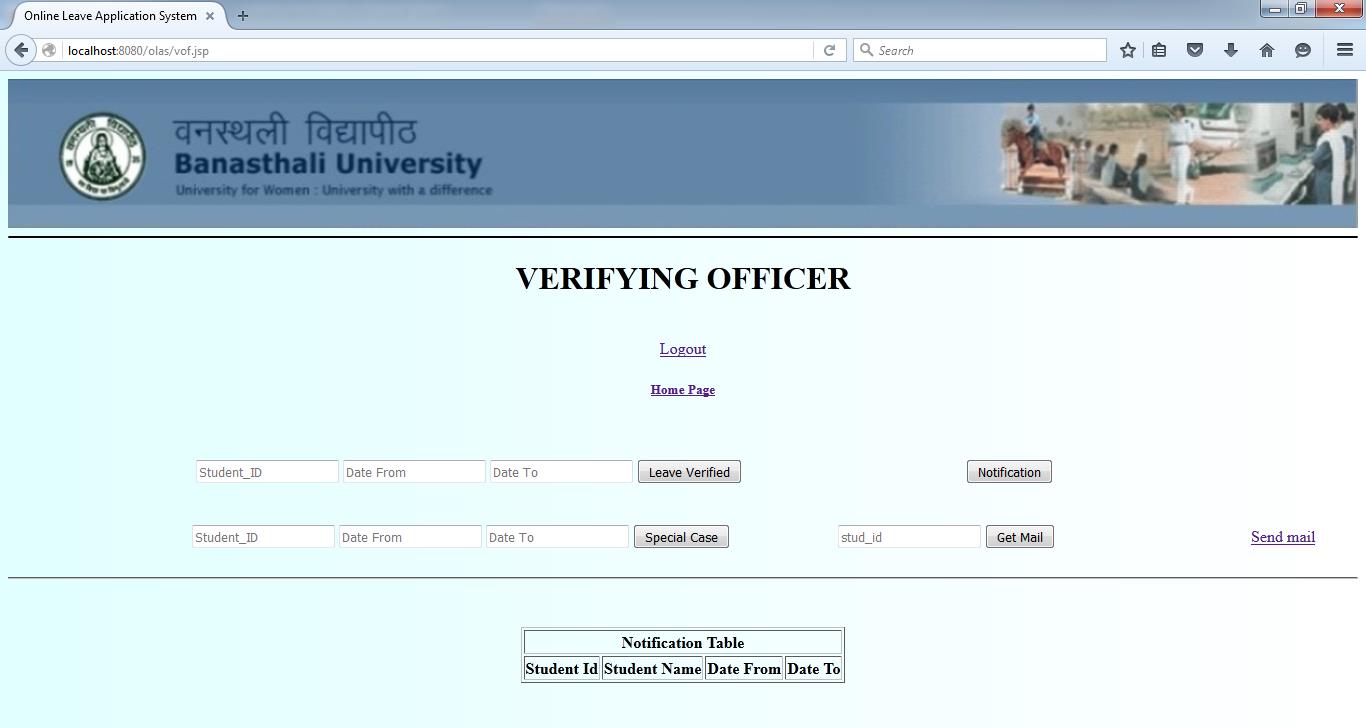 Online Leave Application System
localhost:8080/olas/vof.jsp
Search
वनस्थली विद्यापीठ
Banasthali University
University for Women : University with a difference
VERIFYING OFFICER
Logout
Home Page
Student_ID Date From Date To Leave Verified Notification
Student_ID Date From Date To Special Case stud_id Get Mail Send mail
Notification Table
Student Id Student Name Date From Date To